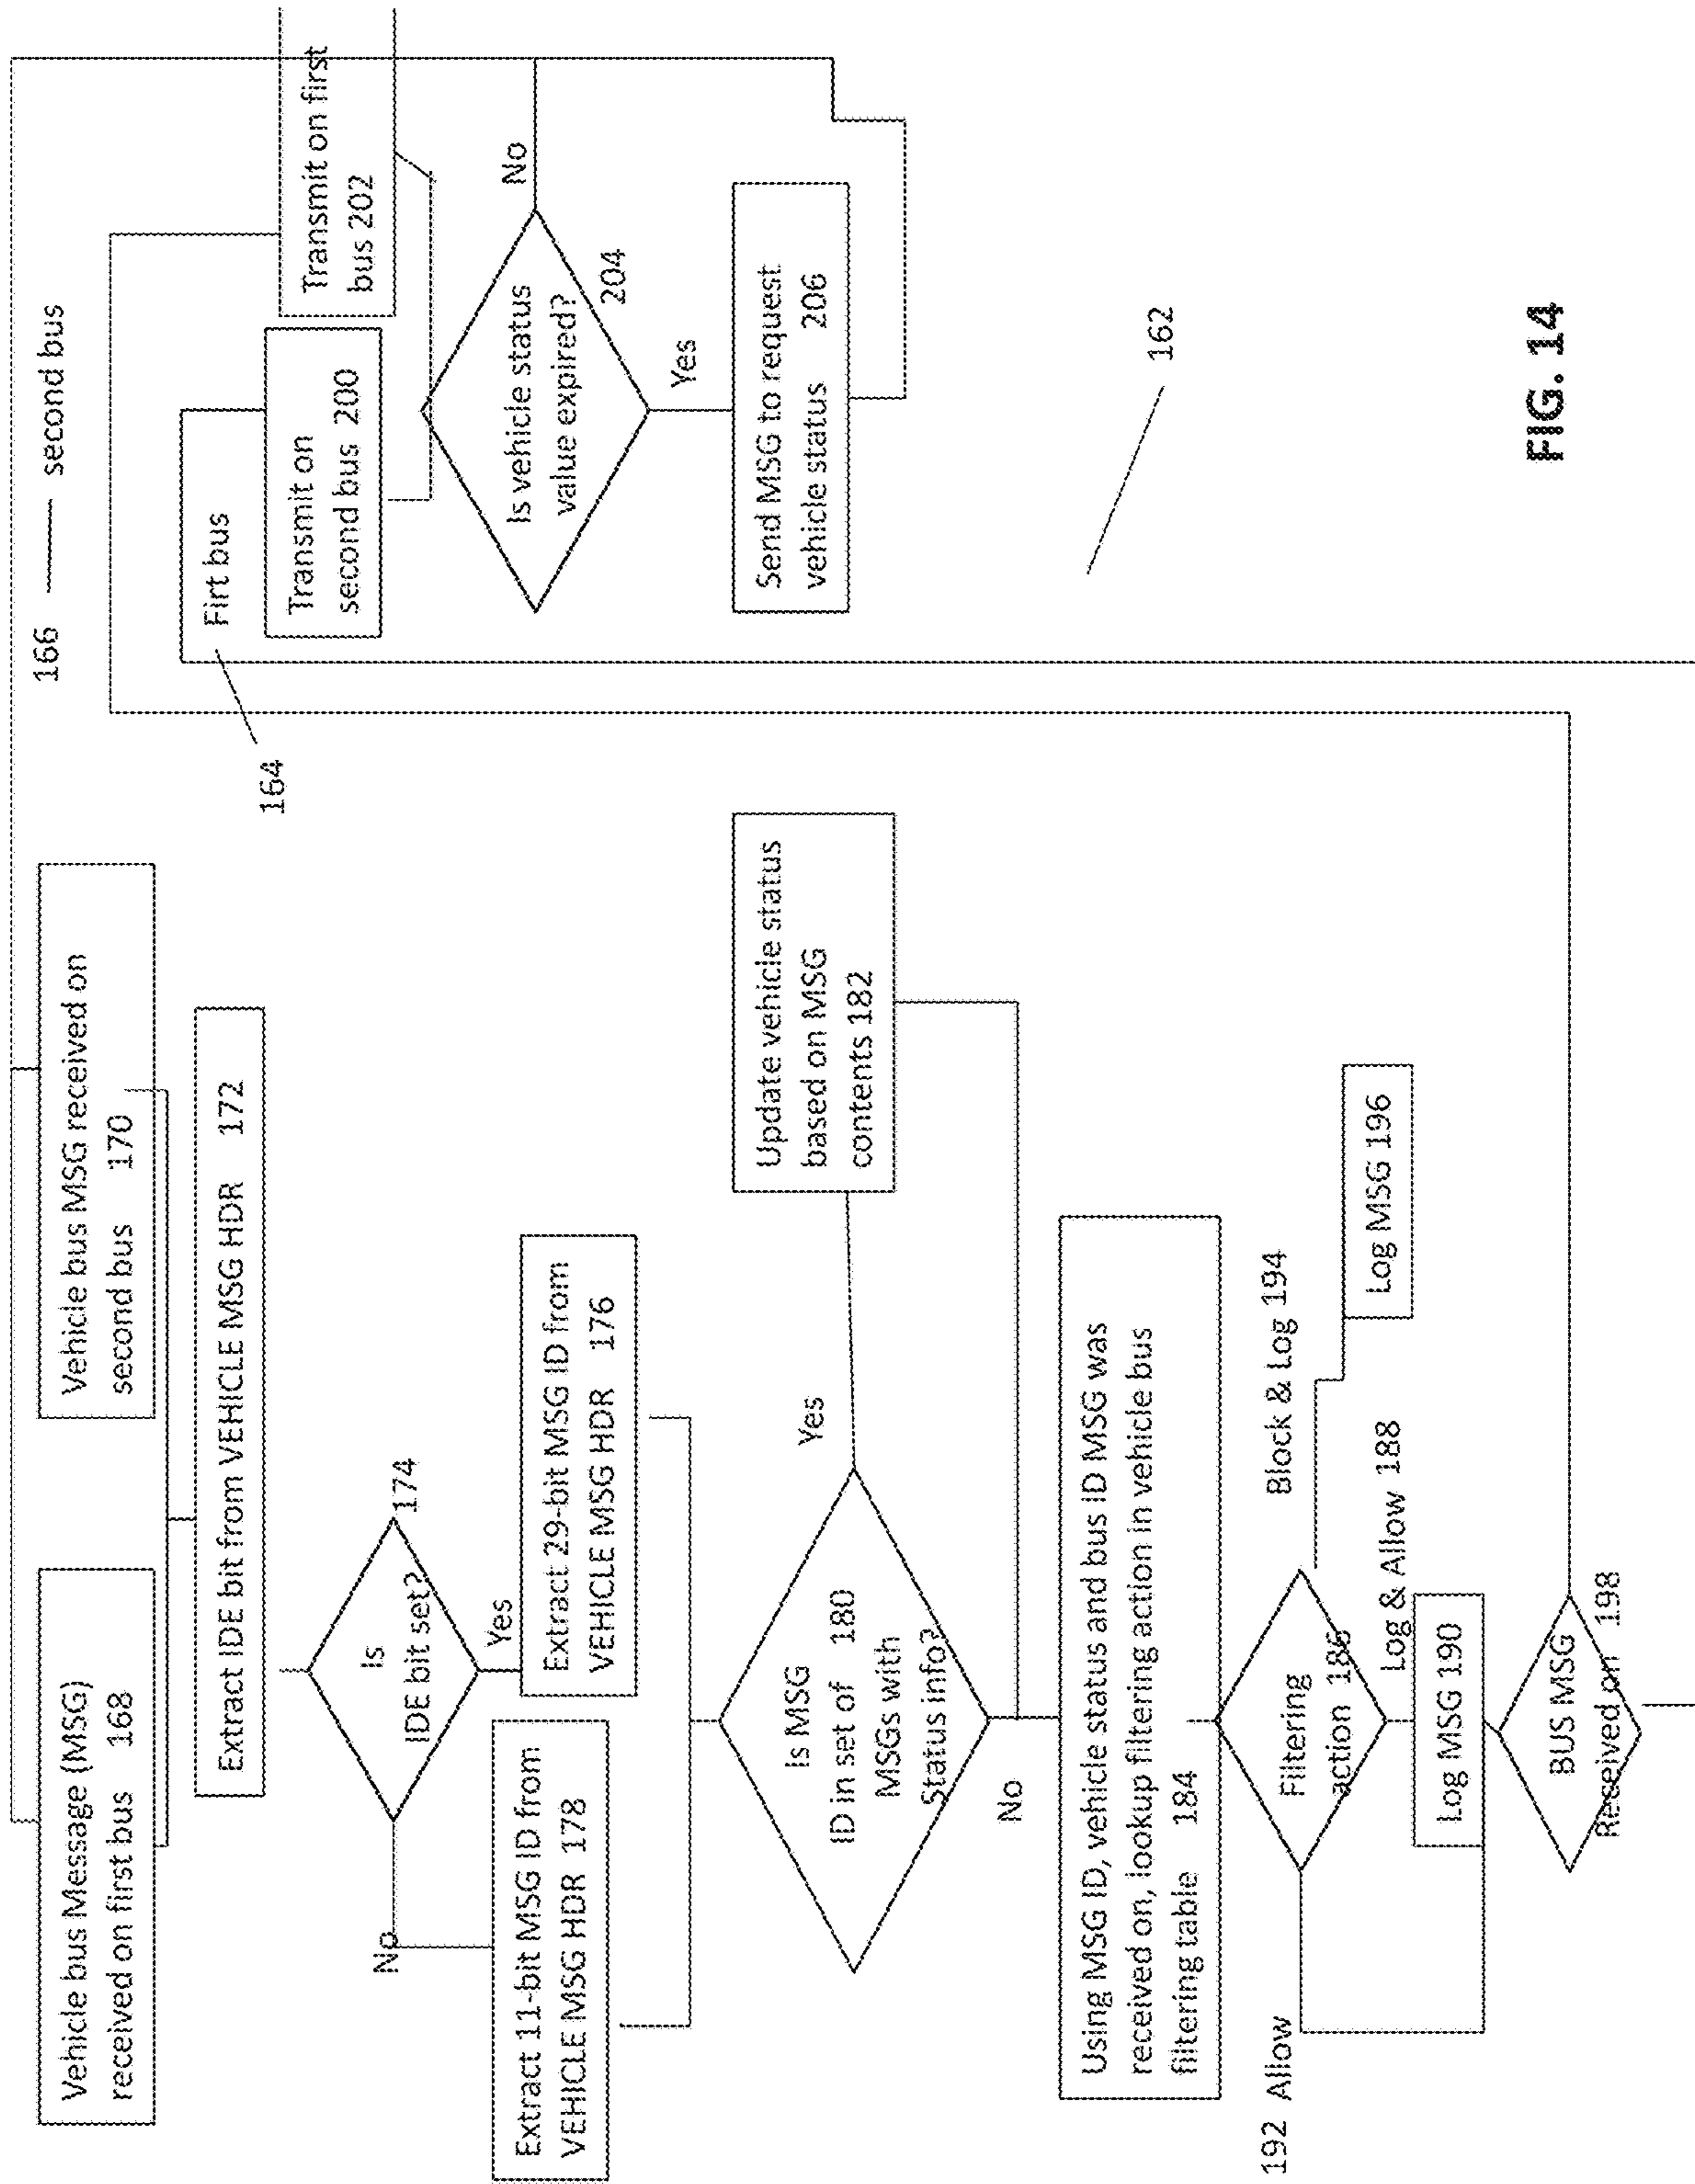 Vehicle bus Message (MSG)
received on first bus 168
Vehicle bus MSG received on
second bus 170
Extract IDE bit from VEHICLE MSG HDR 172
Is
IDE bit set?
174
No
Yes
Extract 11-bit MSG ID from
VEHICLE MSG HDR 178
Extract 29-bit MSG ID from
VEHICLE MSG HDR 176
Is MSG
ID in set of 180
MSGs with
Status info?
Yes
No
Update vehicle status
based on MSG
contents 182
Using MSG ID, vehicle status and bus ID MSG was
received on, lookup filtering action in vehicle bus
filtering table 184
192 Allow
Filtering
action 186
Block & Log 194
Log MSG 196
Log & Allow 188
Log MSG 190
BUS MSG
Received on 198
166
second bus
164
Firt bus
Transmit on
second bus 200
Transmit on first
bus 202
Is vehicle status
value expired?
204
No
Yes
Send MSG to request
vehicle status 206
162
FIG. 14